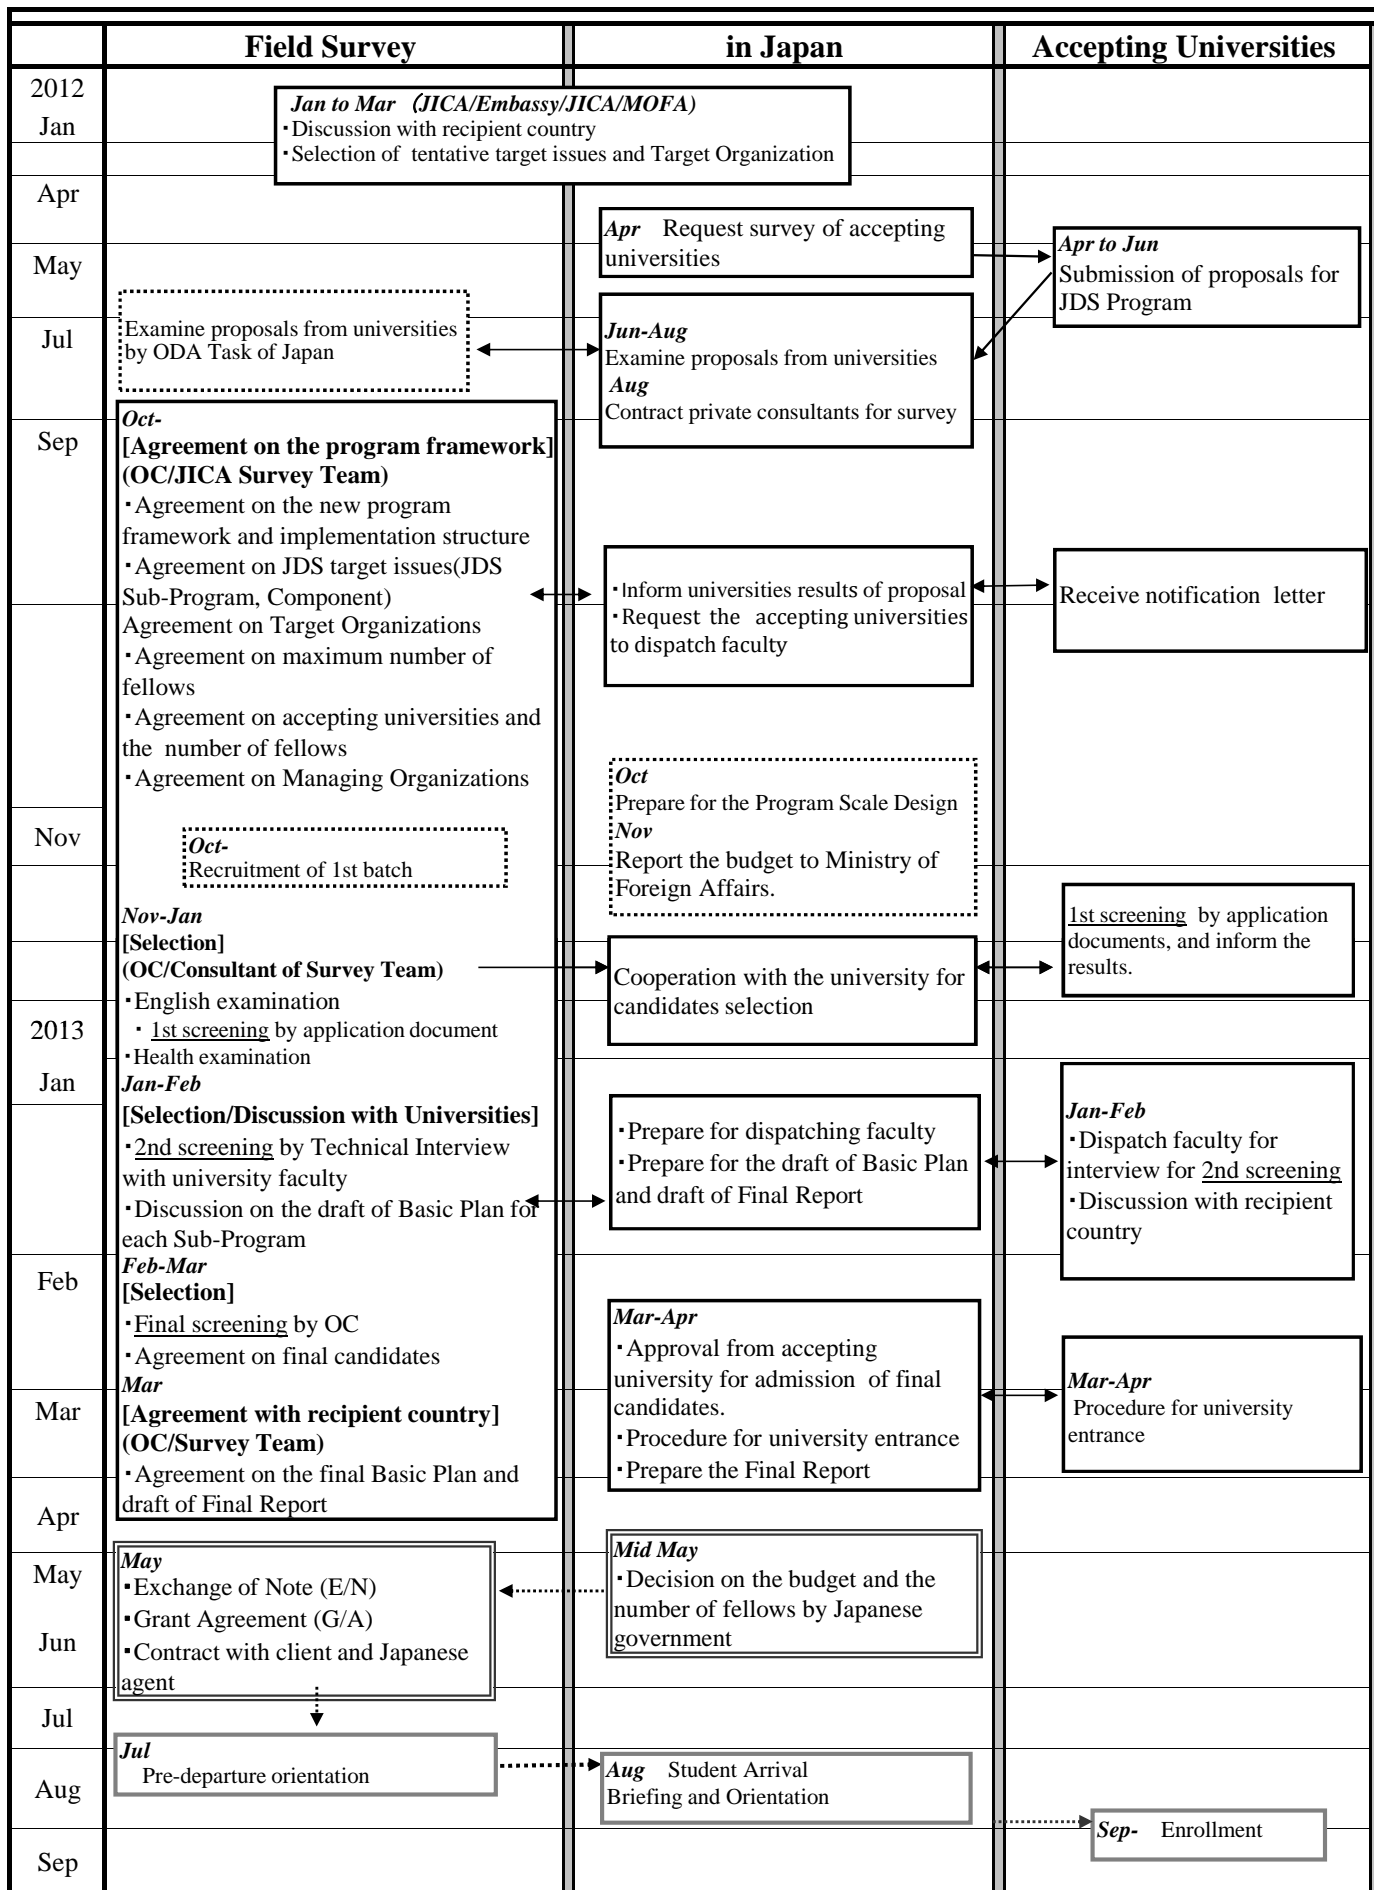 Field Survey
in Japan
Accepting Universities
2012
Jan
Jan to Mar （JICA/Embassy/JICA/MOFA)
・Discussion with recipient country
・Selection of tentative target issues and Target Organization
Apr
Apr Request survey of accepting
universities
Apr to Jun
Submission of proposals for
JDS Program
May
Jul
Examine proposals from universities
by ODA Task of Japan
Jun-Aug
Examine proposals from universities
Aug
Contract private consultants for survey
Sep
Oct-
[Agreement on the program framework]
(OC/JICA Survey Team)
・Agreement on the new program
framework and implementation structure
・Agreement on JDS target issues(JDS
Sub-Program, Component)
Agreement on Target Organizations
・Agreement on maximum number of
fellows
・Agreement on accepting universities and
the number of fellows
・Agreement on Managing Organizations
・Inform universities results of proposal
・Request the accepting universities
to dispatch faculty
Receive notification letter
Nov
Oct-
Recruitment of 1st batch
Oct
Prepare for the Program Scale Design
Nov
Report the budget to Ministry of
Foreign Affairs.
Nov-Jan
[Selection]
(OC/Consultant of Survey Team)
・English examination
・1st screening by application document
・Health examination
Cooperation with the university for
candidates selection
1st screening by application
documents, and inform the
results.
2013
Jan
Jan-Feb
[Selection/Discussion with Universities]
・2nd screening by Technical Interview
with university faculty
・Discussion on the draft of Basic Plan for
each Sub-Program
・Prepare for dispatching faculty
・Prepare for the draft of Basic Plan
and draft of Final Report
Jan-Feb
・Dispatch faculty for
interview for 2nd screening
・Discussion with recipient
country
Feb
Feb-Mar
[Selection]
・Final screening by OC
・Agreement on final candidates
Mar
Mar
[Agreement with recipient country]
(OC/Survey Team)
・Agreement on the final Basic Plan and
draft of Final Report
Mar-Apr
・Approval from accepting
university for admission of final
candidates.
・Procedure for university entrance
・Prepare the Final Report
Mar-Apr
Procedure for university
entrance
Apr
May
Jun
May
・Exchange of Note (E/N)
・Grant Agreement (G/A)
・Contract with client and Japanese
agent
Mid May
・Decision on the budget and the
number of fellows by Japanese
government
Jul
Jul
Pre-departure orientation
Aug
Aug Student Arrival
Briefing and Orientation
Sep- Enrollment
Sep